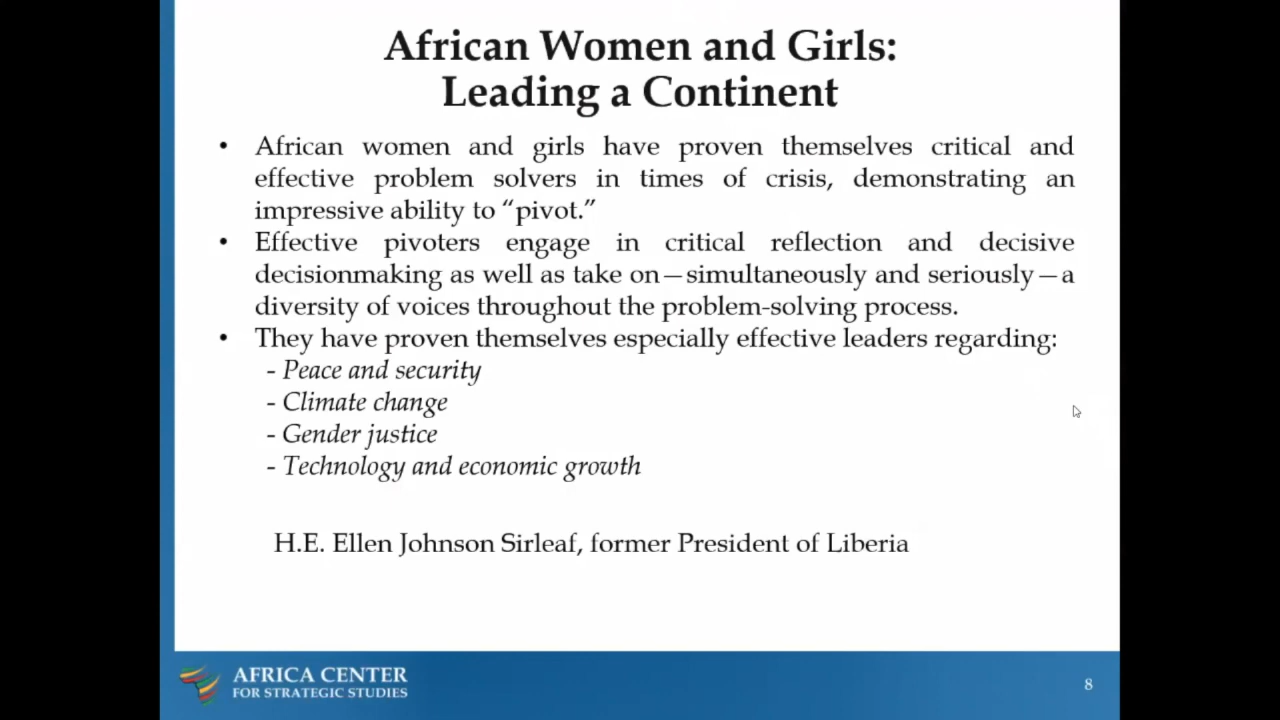 African Women and Girls:
Leading a Continent
• African women and girls have proven themselves critical and
effective problem solvers in times of crisis, demonstrating an
impressive ability to “pivot.”
• Effective pivoters engage in critical reflection and decisive
decisionmaking as well as take on—simultaneously and seriously—a
diversity of voices throughout the problem-solving process.
• They have proven themselves especially effective leaders regarding:
- Peace and security
- Climate change
- Gender justice
- Technology and economic growth
H.E. Ellen Johnson Sirleaf, former President of Liberia
AFRICA CENTER
FOR STRATEGIC STUDIES
8